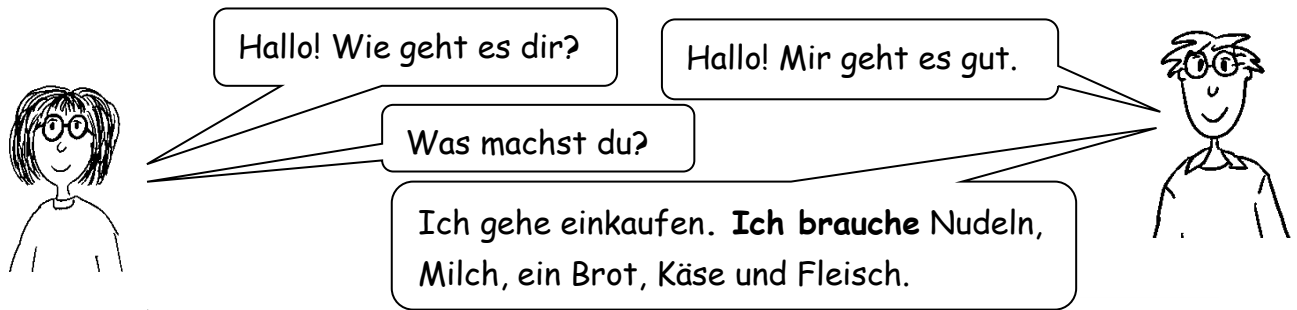 Hallo! Wie geht es dir?
Hallo! Mir geht es gut.
Was machst du?
Ich gehe einkaufen. Ich brauche Nudeln,
Milch, ein Brot, Käse und Fleisch.